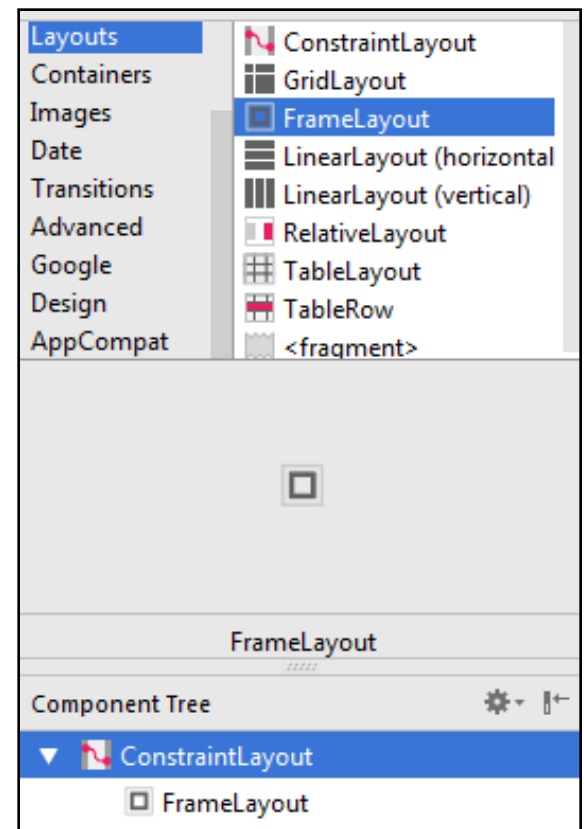 Layouts
Containers
Images
Date
Transitions
Advanced
Google
Design
AppCompat
ConstraintLayout
GridLayout
FrameLayout
LinearLayout (horizontal
LinearLayout (vertical)
RelativeLayout
TableLayout
TableRow
<fragment>
FrameLayout
Component Tree
ConstraintLayout
FrameLayout